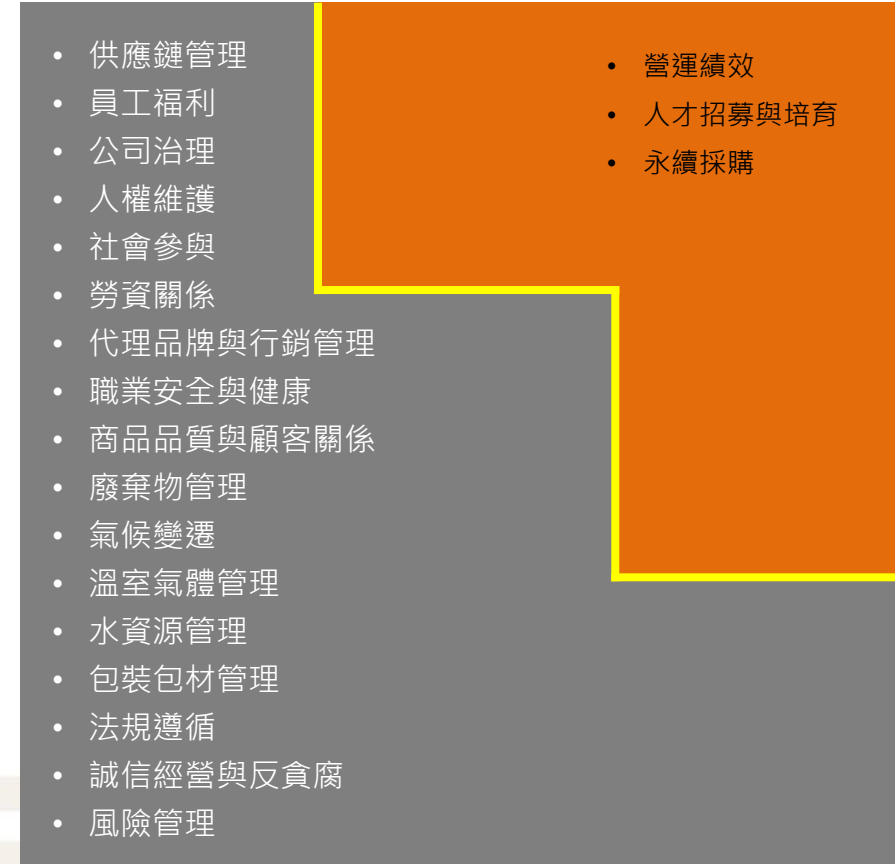 • 供應鏈管理
• 員工福利
• 公司治理
• 人權維護
• 社會參與
• 勞資關係
• 代理品牌與行銷管理
• 職業安全與健康
• 商品品質與顧客關係
• 廢棄物管理
• 氣候變遷
• 溫室氣體管理
• 水資源管理
• 包裝包材管理
• 法規遵循
• 誠信經營與反貪腐
• 風險管理
• 營運績效
• 人才招募與培育
• 永續採購